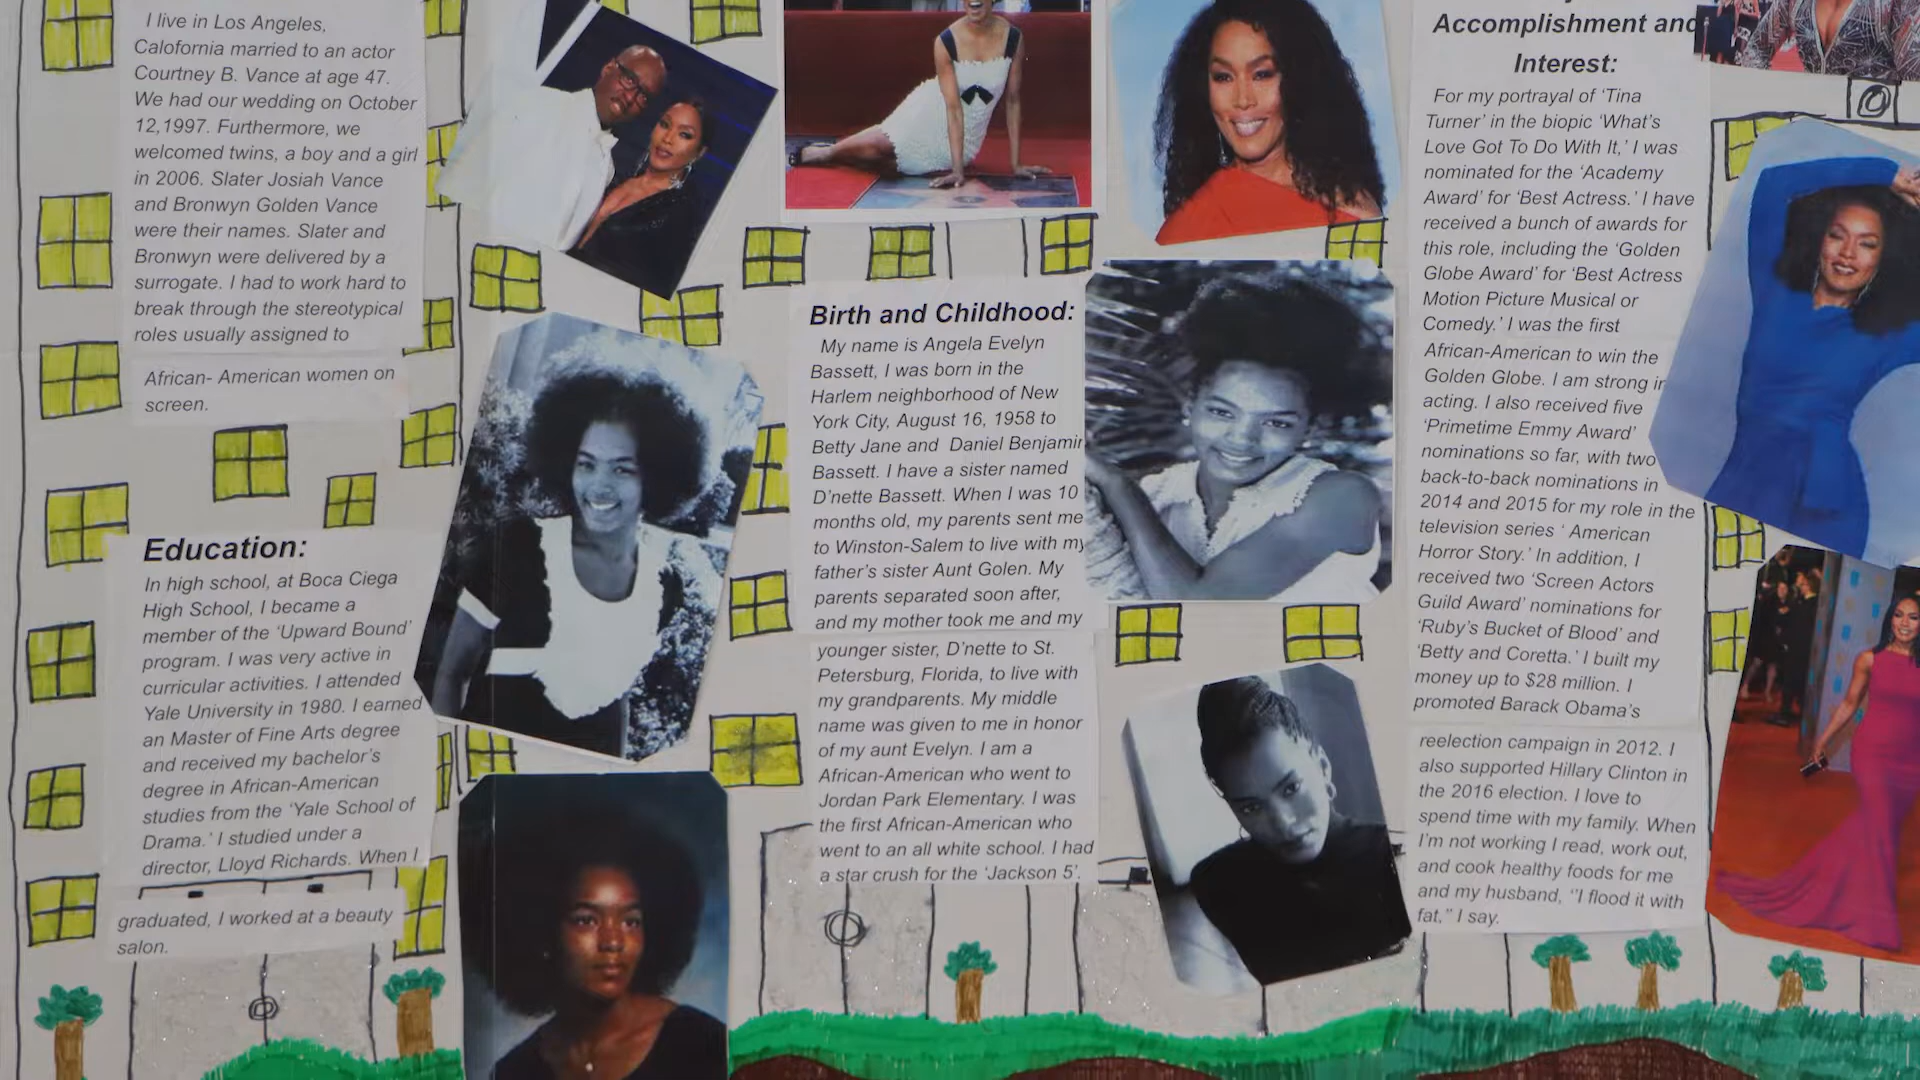 I live in Los Angeles,
Calofornia married to an actor
Courtney B. Vance at age 47.
We had our wedding on October
12,1997. Furthermore, we
welcomed twins, a boy and a girl
in 2006. Slater Josiah Vance
and Bronwyn Golden Vance
were their names. Slater and
Bronwyn were delivered by a
surrogate. I had to work hard to
break through the stereotypical
roles usually assigned to
African- American women on
screen.
Education:
In high school, at Boca Ciega
High School, I became a
member of the ‘Upward Bound’
program. I was very active in
curricular activities. I attended
Yale University in 1980. I earned
an Master of Fine Arts degree
and received my bachelor’s
degree in African-American
studies from the ‘Yale School of
Drama.’ I studied under a
director, Lloyd Richards. When I
graduated, I worked at a beauty
salon.
Birth and Childhood:
My name is Angela Evelyn
Bassett, I was born in the
Harlem neighborhood of New
York City, August 16, 1958 to
Betty Jane and Daniel Benjamin
Bassett. I have a sister named
D’nette Bassett. When I was 10
months old, my parents sent me
to Winston-Salem to live with my
father’s sister Aunt Golen. My
parents separated soon after,
and my mother took me and my
younger sister, D’nette to St.
Petersburg, Florida, to live with
my grandparents. My middle
name was given to me in honor
of my aunt Evelyn. I am a
African-American who went to
Jordan Park Elementary. I was
the first African-American who
went to an all white school. I had
a star crush for the ‘Jackson 5’.
Accomplishment and
Interest:
For my portrayal of ‘Tina
Turner’ in the biopic ‘What’s
Love Got To Do With It,’ I was
nominated for the ‘Academy
Award’ for ‘Best Actress.’ I have
received a bunch of awards for
this role, including the ‘Golden
Globe Award’ for ‘Best Actress
Motion Picture Musical or
Comedy.’ I was the first
African-American to win the
Golden Globe. I am strong in
acting. I also received five
‘Primetime Emmy Award’
nominations so far, with two
back-to-back nominations in
2014 and 2015 for my role in the
television series ‘ American
Horror Story.’ In addition, I
received two ‘Screen Actors
Guild Award’ nominations for
‘Ruby’s Bucket of Blood’ and
‘Betty and Coretta.’ I built my
money up to $28 million. I
promoted Barack Obama’s
reelection campaign in 2012. I
also supported Hillary Clinton in
the 2016 election. I love to
spend time with my family. When
I’m not working I read, work out,
and cook healthy foods for me
and my husband, ‘’I flood it with
fat,” I say.